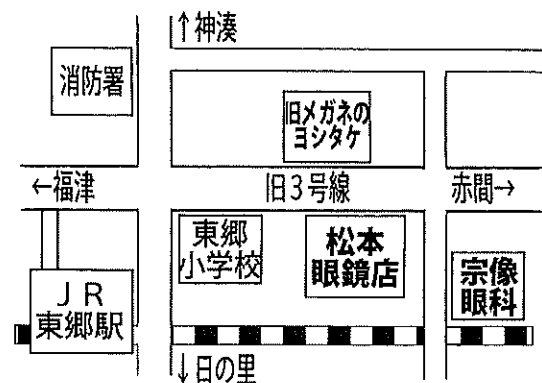 ↑神湊
消防署
旧メガネの
ヨシタケ
←福津
旧3号線
赤間→
東郷
小学校
松本
眼鏡店
宗像
眼科
JR
東郷駅
↓日の里